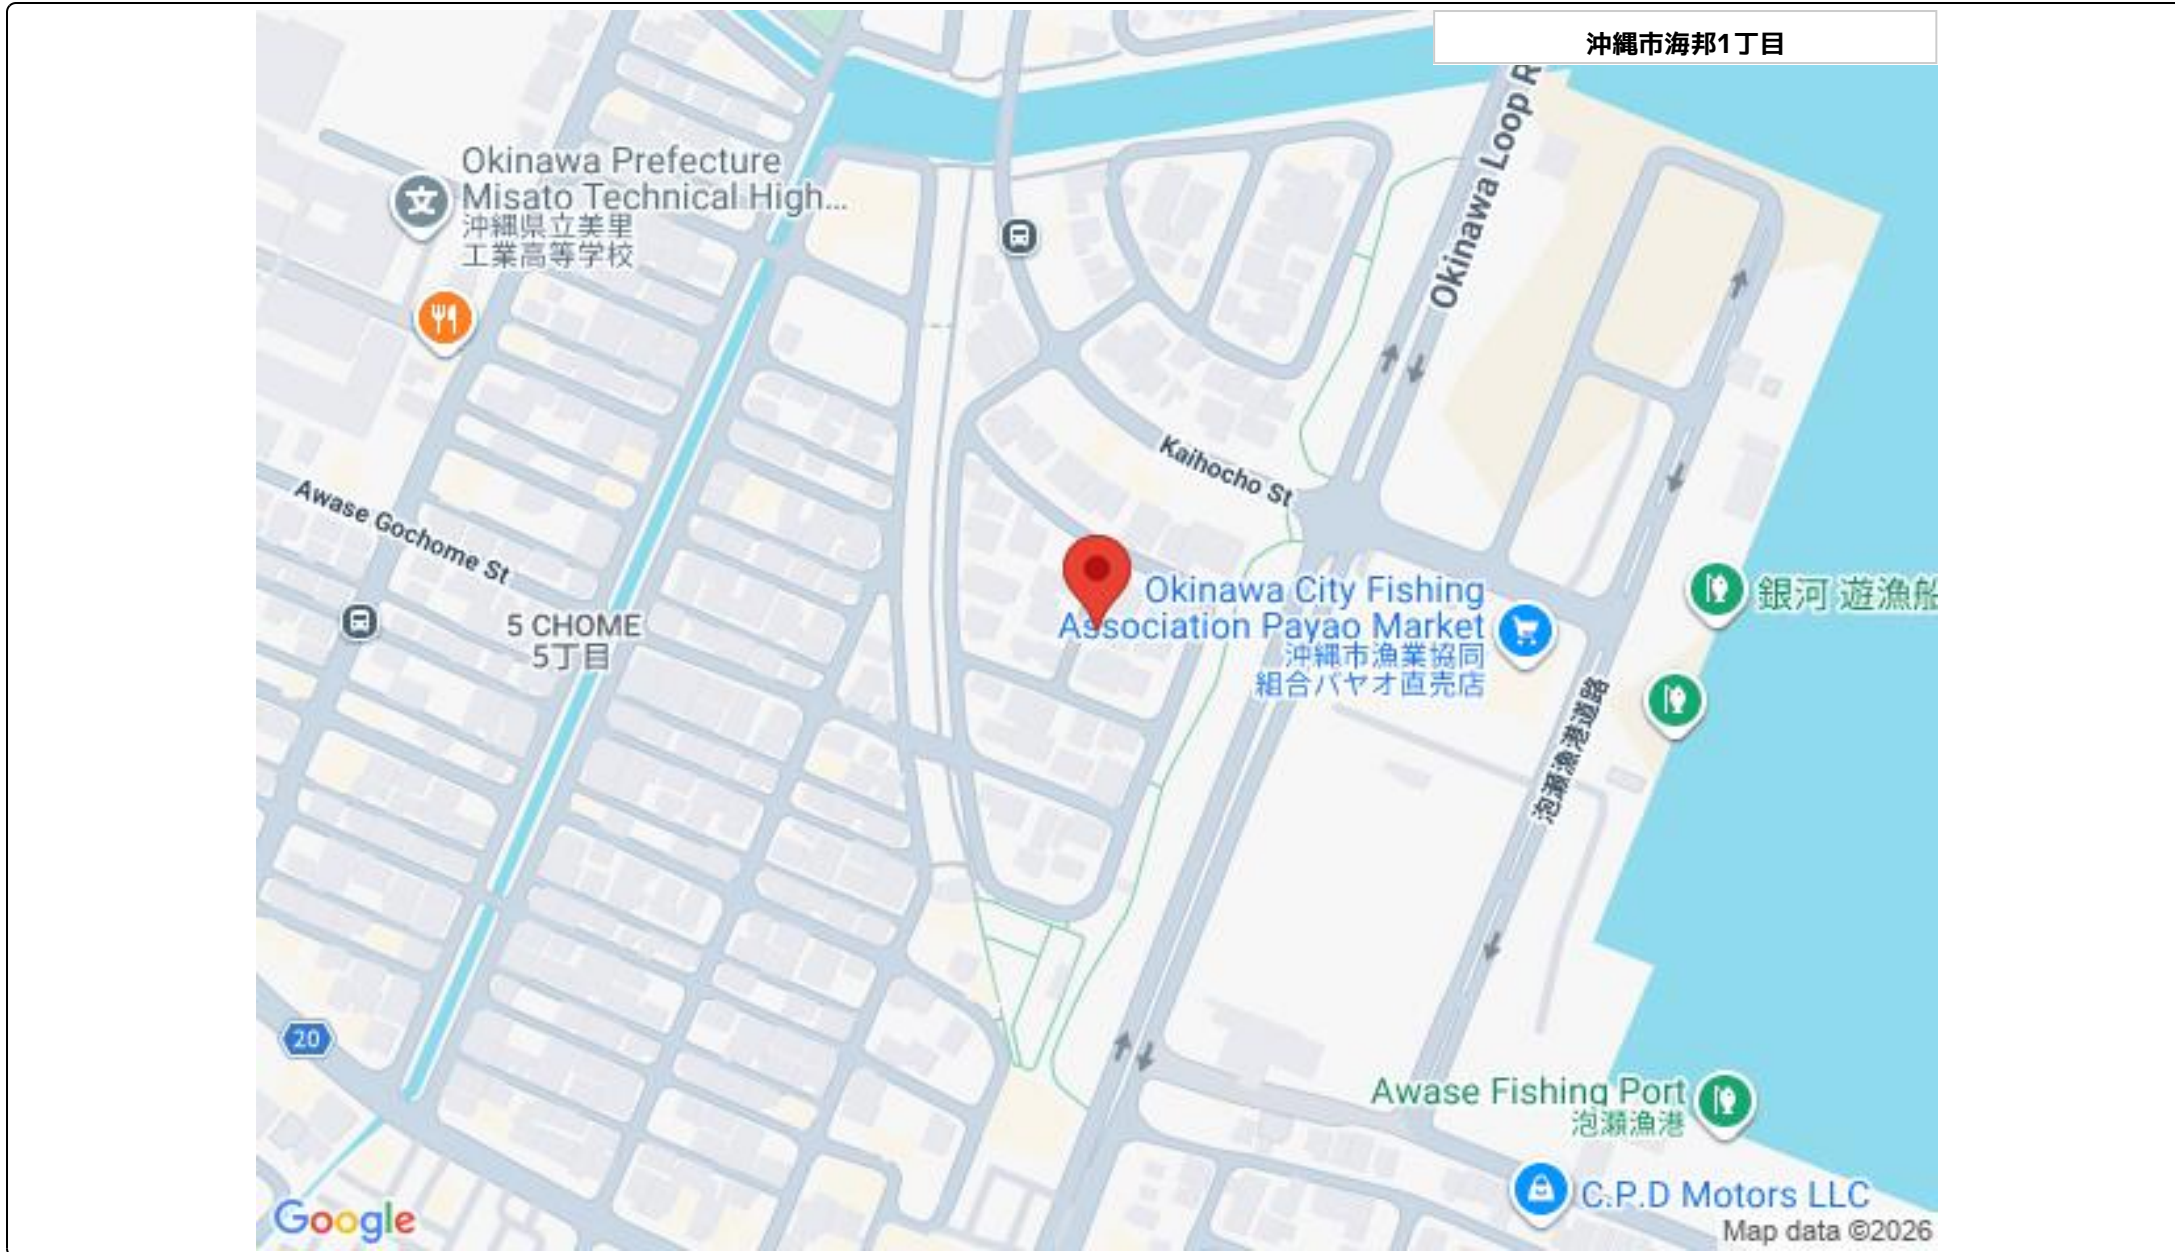 沖縄市海邦1丁目
Okinawa Loop R
Okinawa Prefecture
Misato Technical High...
沖縄県立美里
工業高等学校
Kaihocho St
Awase Gochome St
5 CHOME
5丁目
Okinawa City Fishing
Association Payao Market
沖縄市漁業協同
組合パヤオ直売店
銀河 遊漁船
泡瀬漁港道路
20
Awase Fishing Port
泡瀬漁港
C.P.D Motors LLC
Google
Map data ©2026